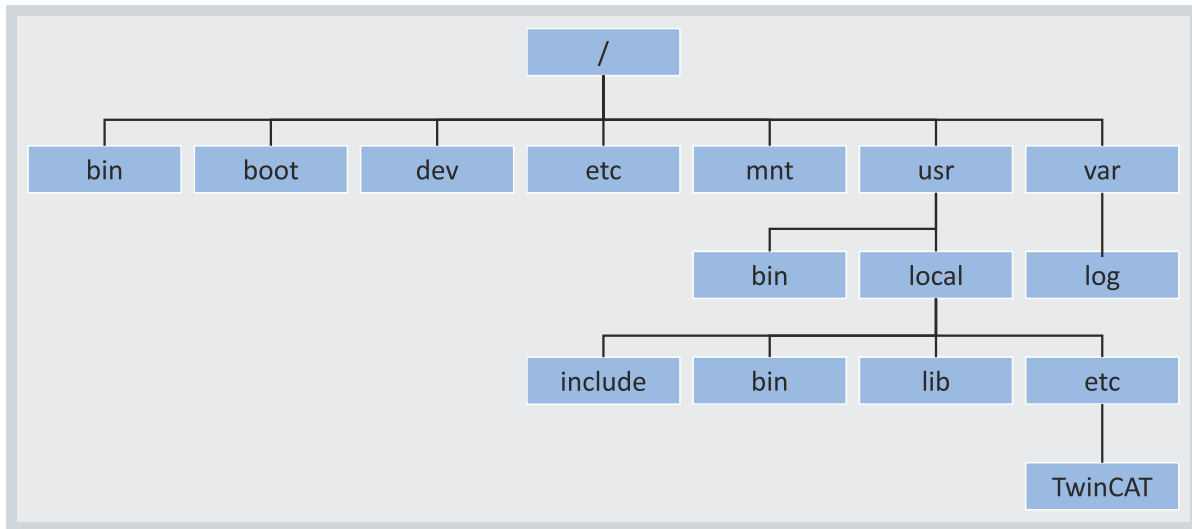 /
bin boot dev etc mnt usr var
bin local log
include bin lib etc
TwinCAT